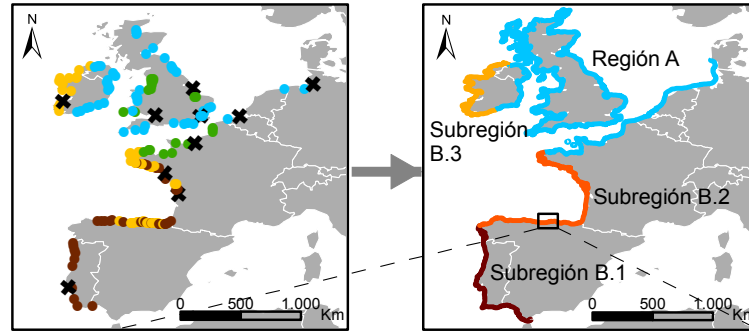 N
0
500
1.000
Km
N
Región A
Subregión
B.3
Subregión B.2
Subregión B.1
0
500
1.000
Km